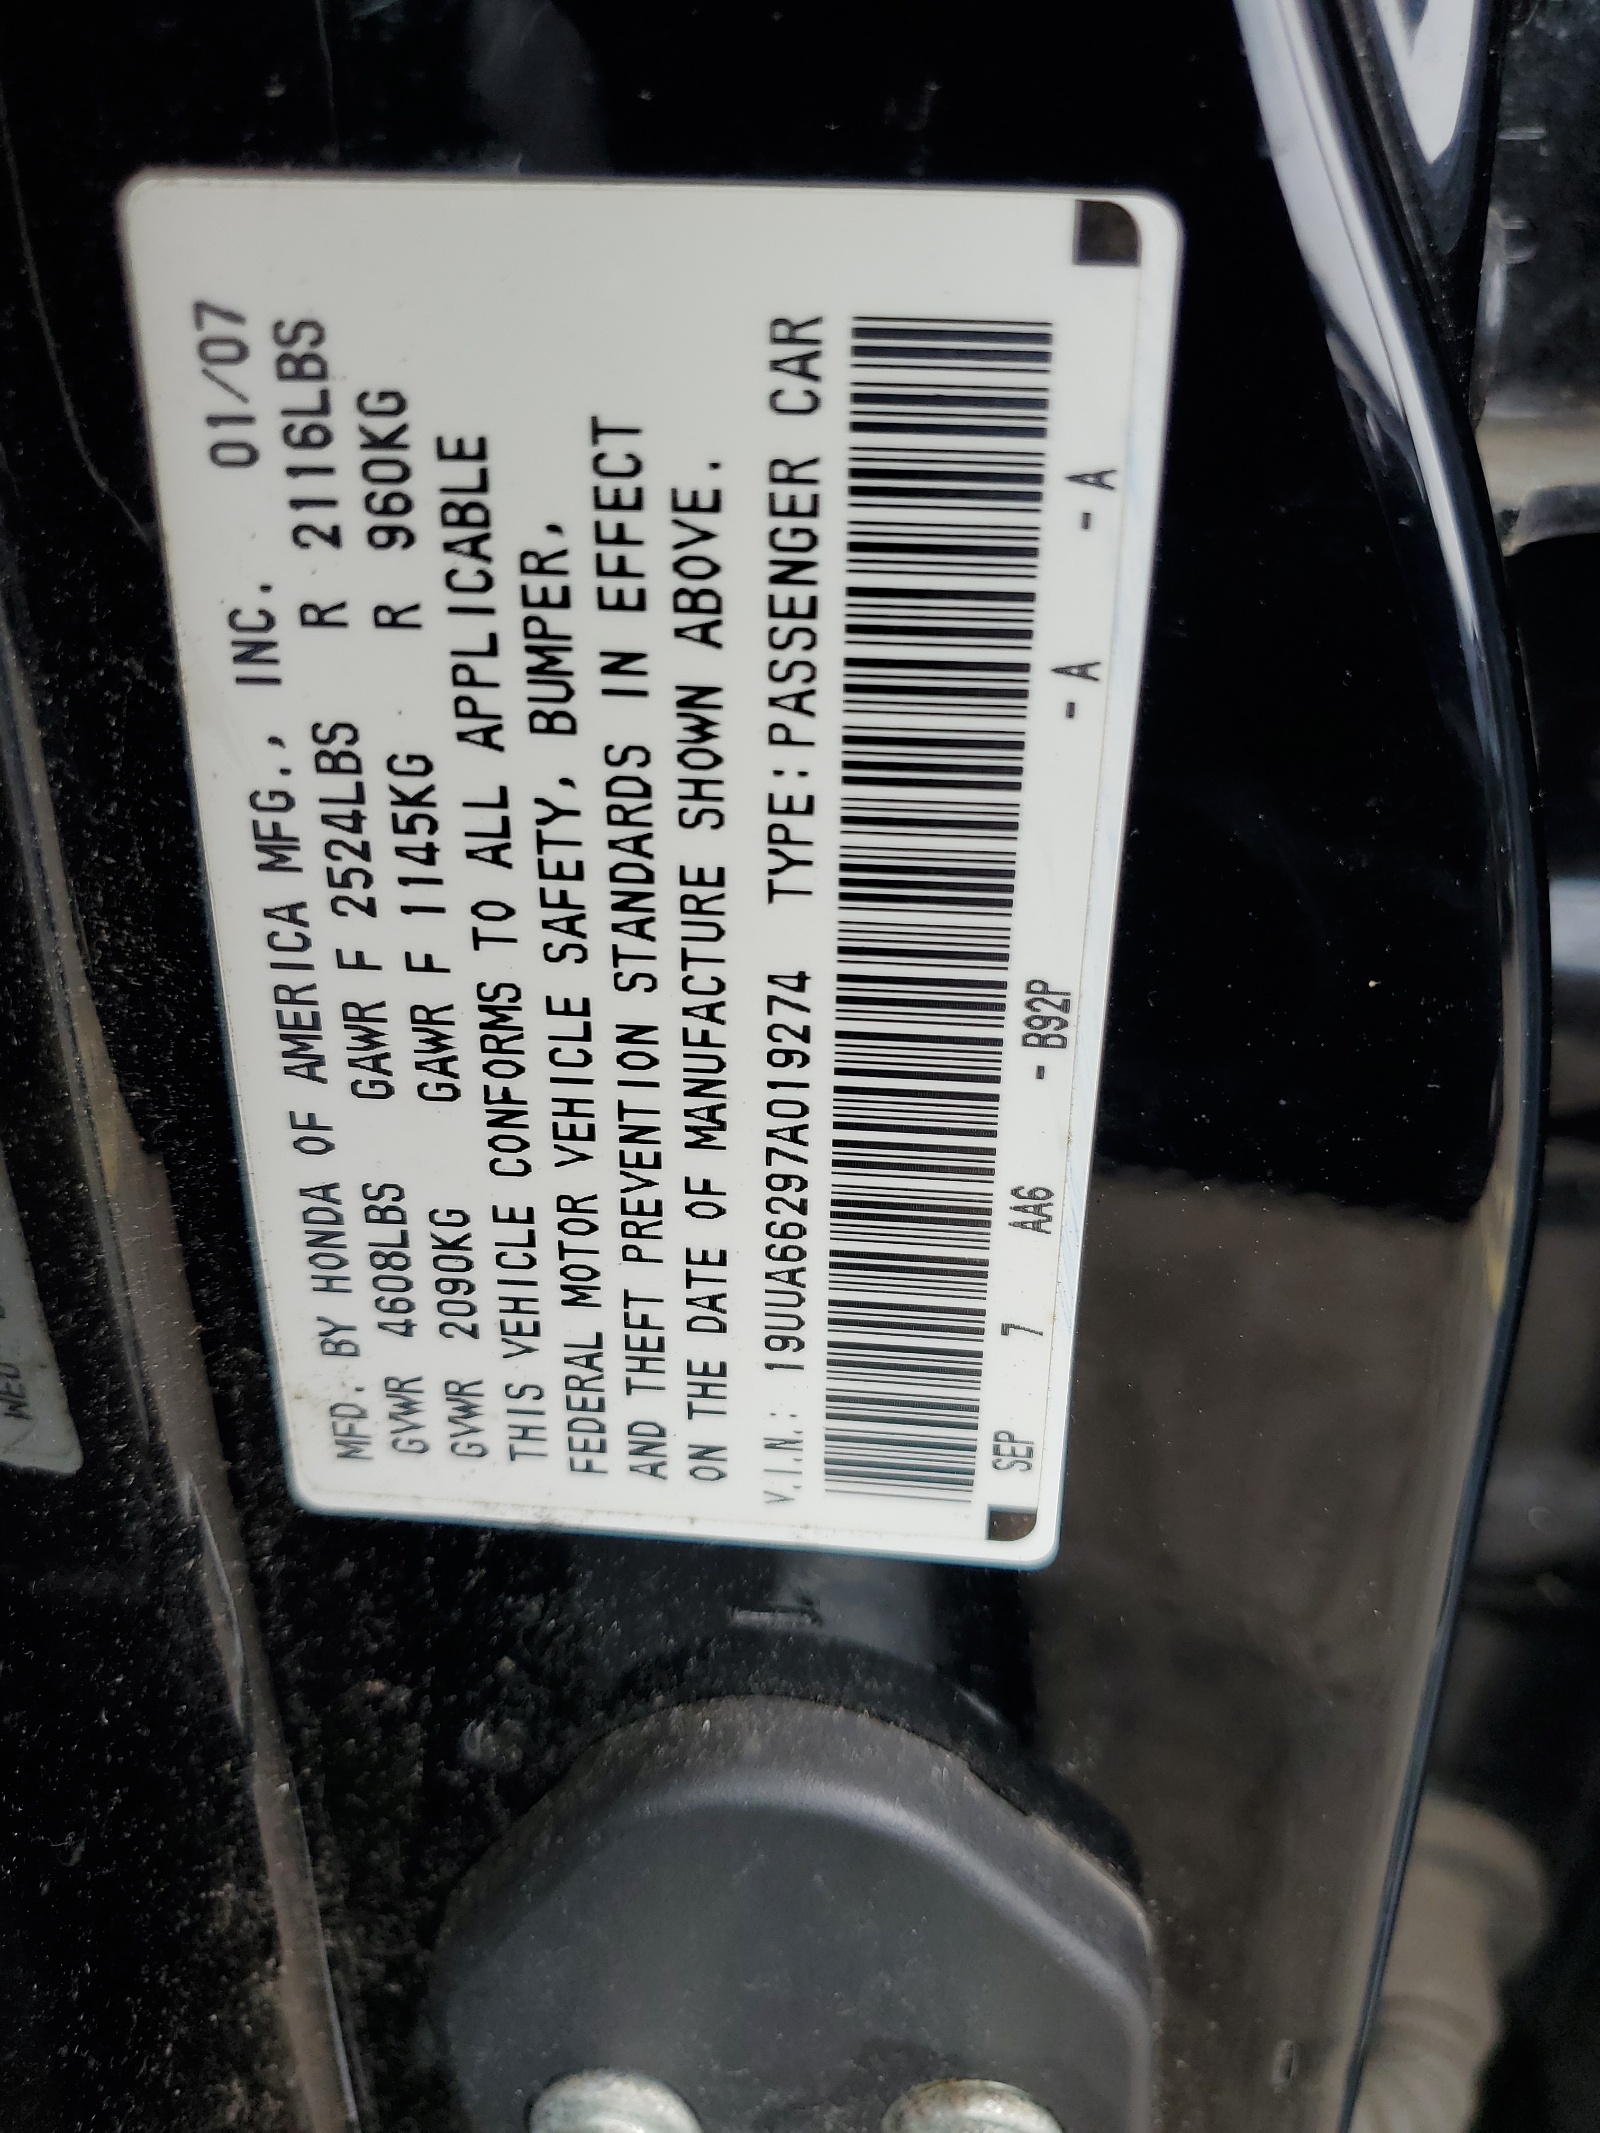 MFD. BY HONDA OF AMERICA MFG., INC. 01/07
GVWR 4608LBS GAWR F 2524LBS R 2116LBS
GVWR 2090KG GAWR F 1145KG R 960KG
THIS VEHICLE CONFORMS TO ALL APPLICABLE
FEDERAL MOTOR VEHICLE SAFETY, BUMPER,
AND THEFT PREVENTION STANDARDS IN EFFECT
ON THE DATE OF MANUFACTURE SHOWN ABOVE.
V.I.N.: 19UUA66297A019274 TYPE:PASSENGER CAR
SEP 7 AA6 -B92P -A -A